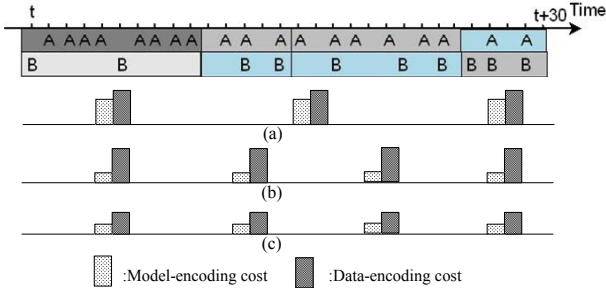 t t+30 Time
A A A A A A A A A A A A A A A A A A A
B B B B B B B B B B
(a)
(b)
(c)
:Model-encoding cost :Data-encoding cost